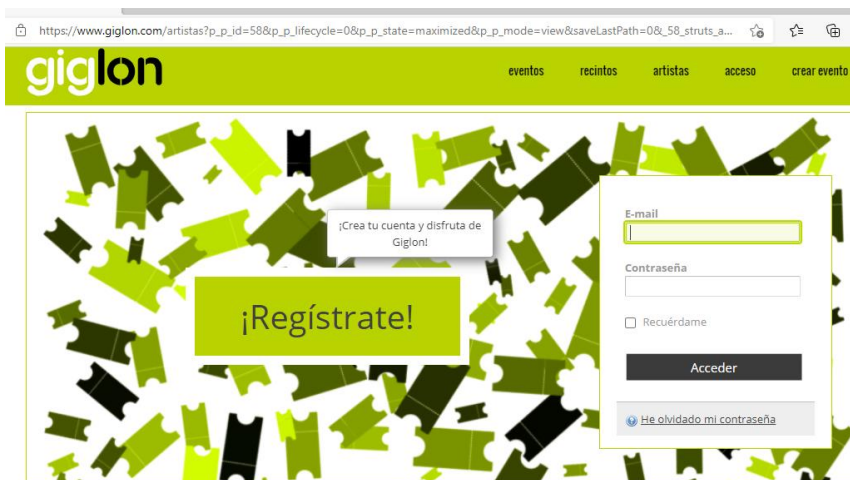 https://www.giglon.com/artistas?p_p_id=58&p_p_lifecycle=0&p_p_state=maximized&p_p_mode=view&saveLastPath=0&_58_struts_a...
giglon
eventos recintos artistas acceso crear evento
¡Crea tu cuenta y disfruta de
Giglon!
¡Regístrate!
E-mail
Contraseña
Recuérdame
Acceder
He olvidado mi contraseña